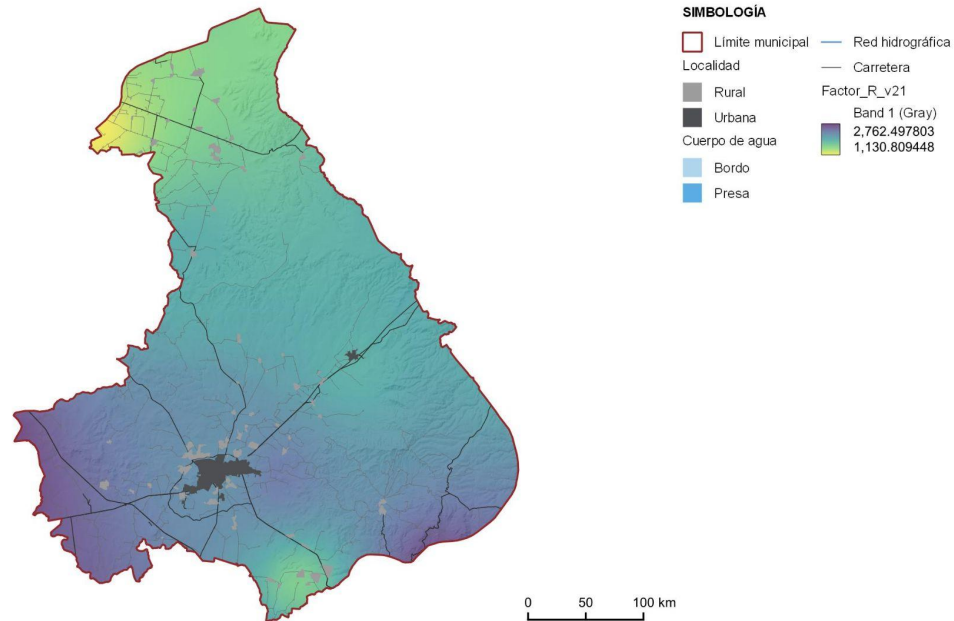 SIMBOLOGÍA
Límite municipal
Localidad
Rural
Urbana
Cuerpo de agua
Bordo
Presa
Red hidrográfica
Carretera
Factor_R_v21
Band 1 (Gray)
2,762.497803
1,130.809448
0 50 100 km